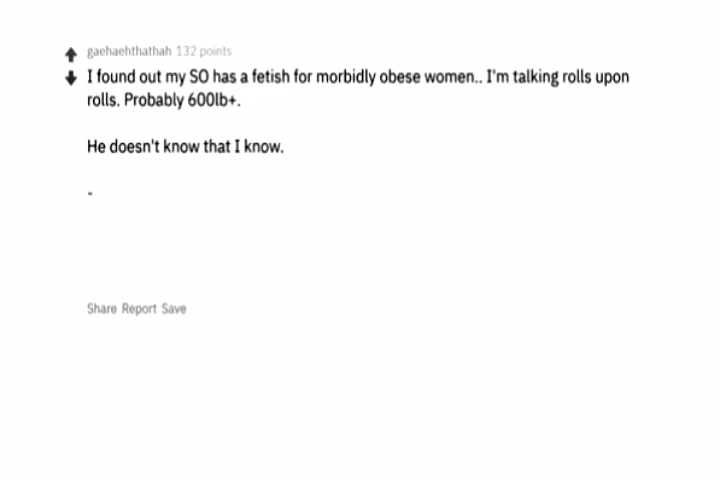 gaehaehthathah 132 points
I found out my SO has a fetish for morbidly obese women.. I'm talking rolls upon
rolls. Probably 600lb+.
He doesn't know that I know.
-
Share Report Save